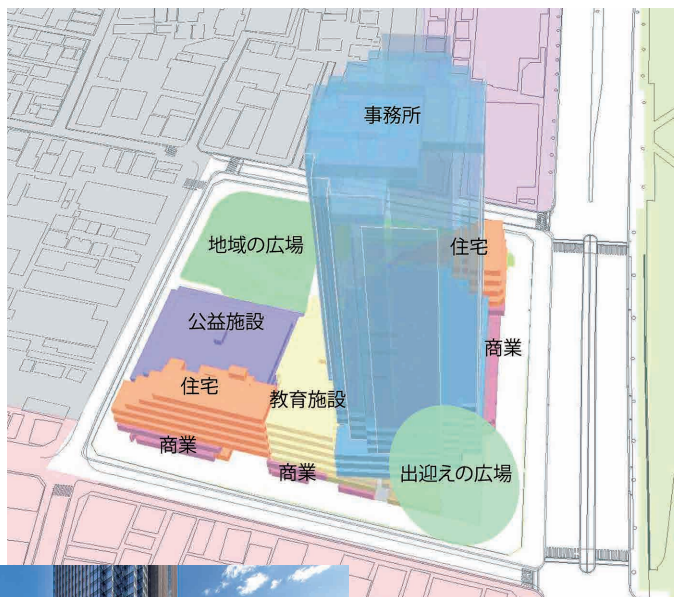 事務所
地域の広場
住宅
公益施設
商業
住宅
教育施設
商業
商業
出迎えの広場